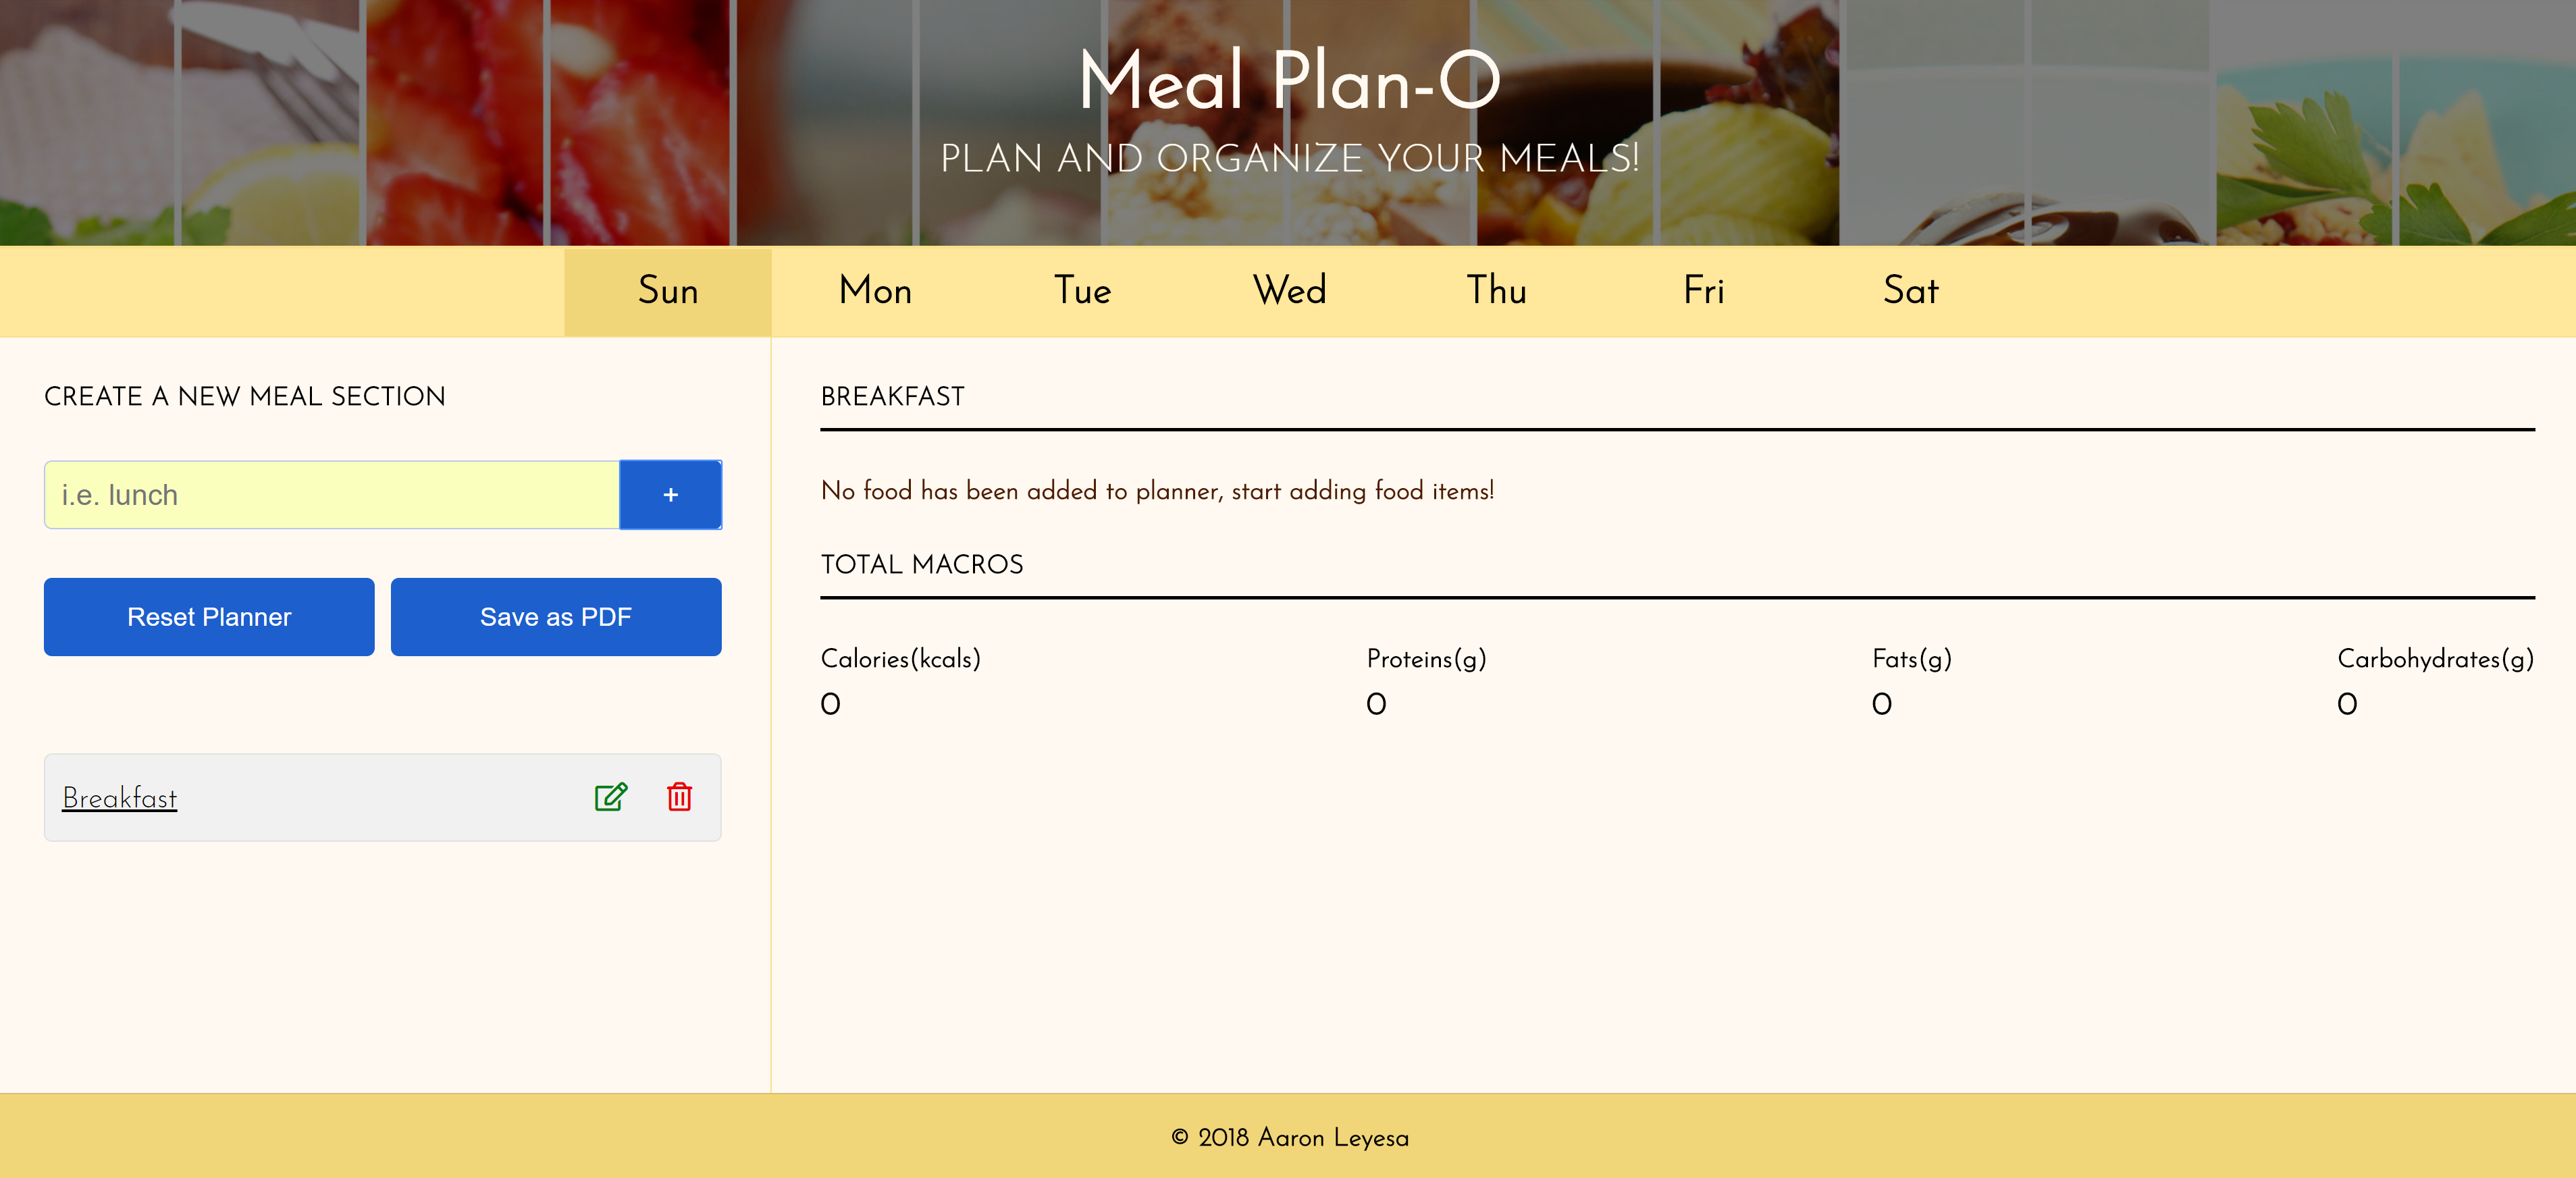 Meal Plan-O
PLAN AND ORGANIZE YOUR MEALS!
Sun Mon Tue Wed Thu Fri Sat
CREATE A NEW MEAL SECTION
i.e. lunch +
Reset Planner Save as PDF
Breakfast
BREAKFAST
No food has been added to planner, start adding food items!
TOTAL MACROS
Calories(kcals) Proteins(g) Fats(g) Carbohydrates(g)
0 0 0 0
© 2018 Aaron Leyesa